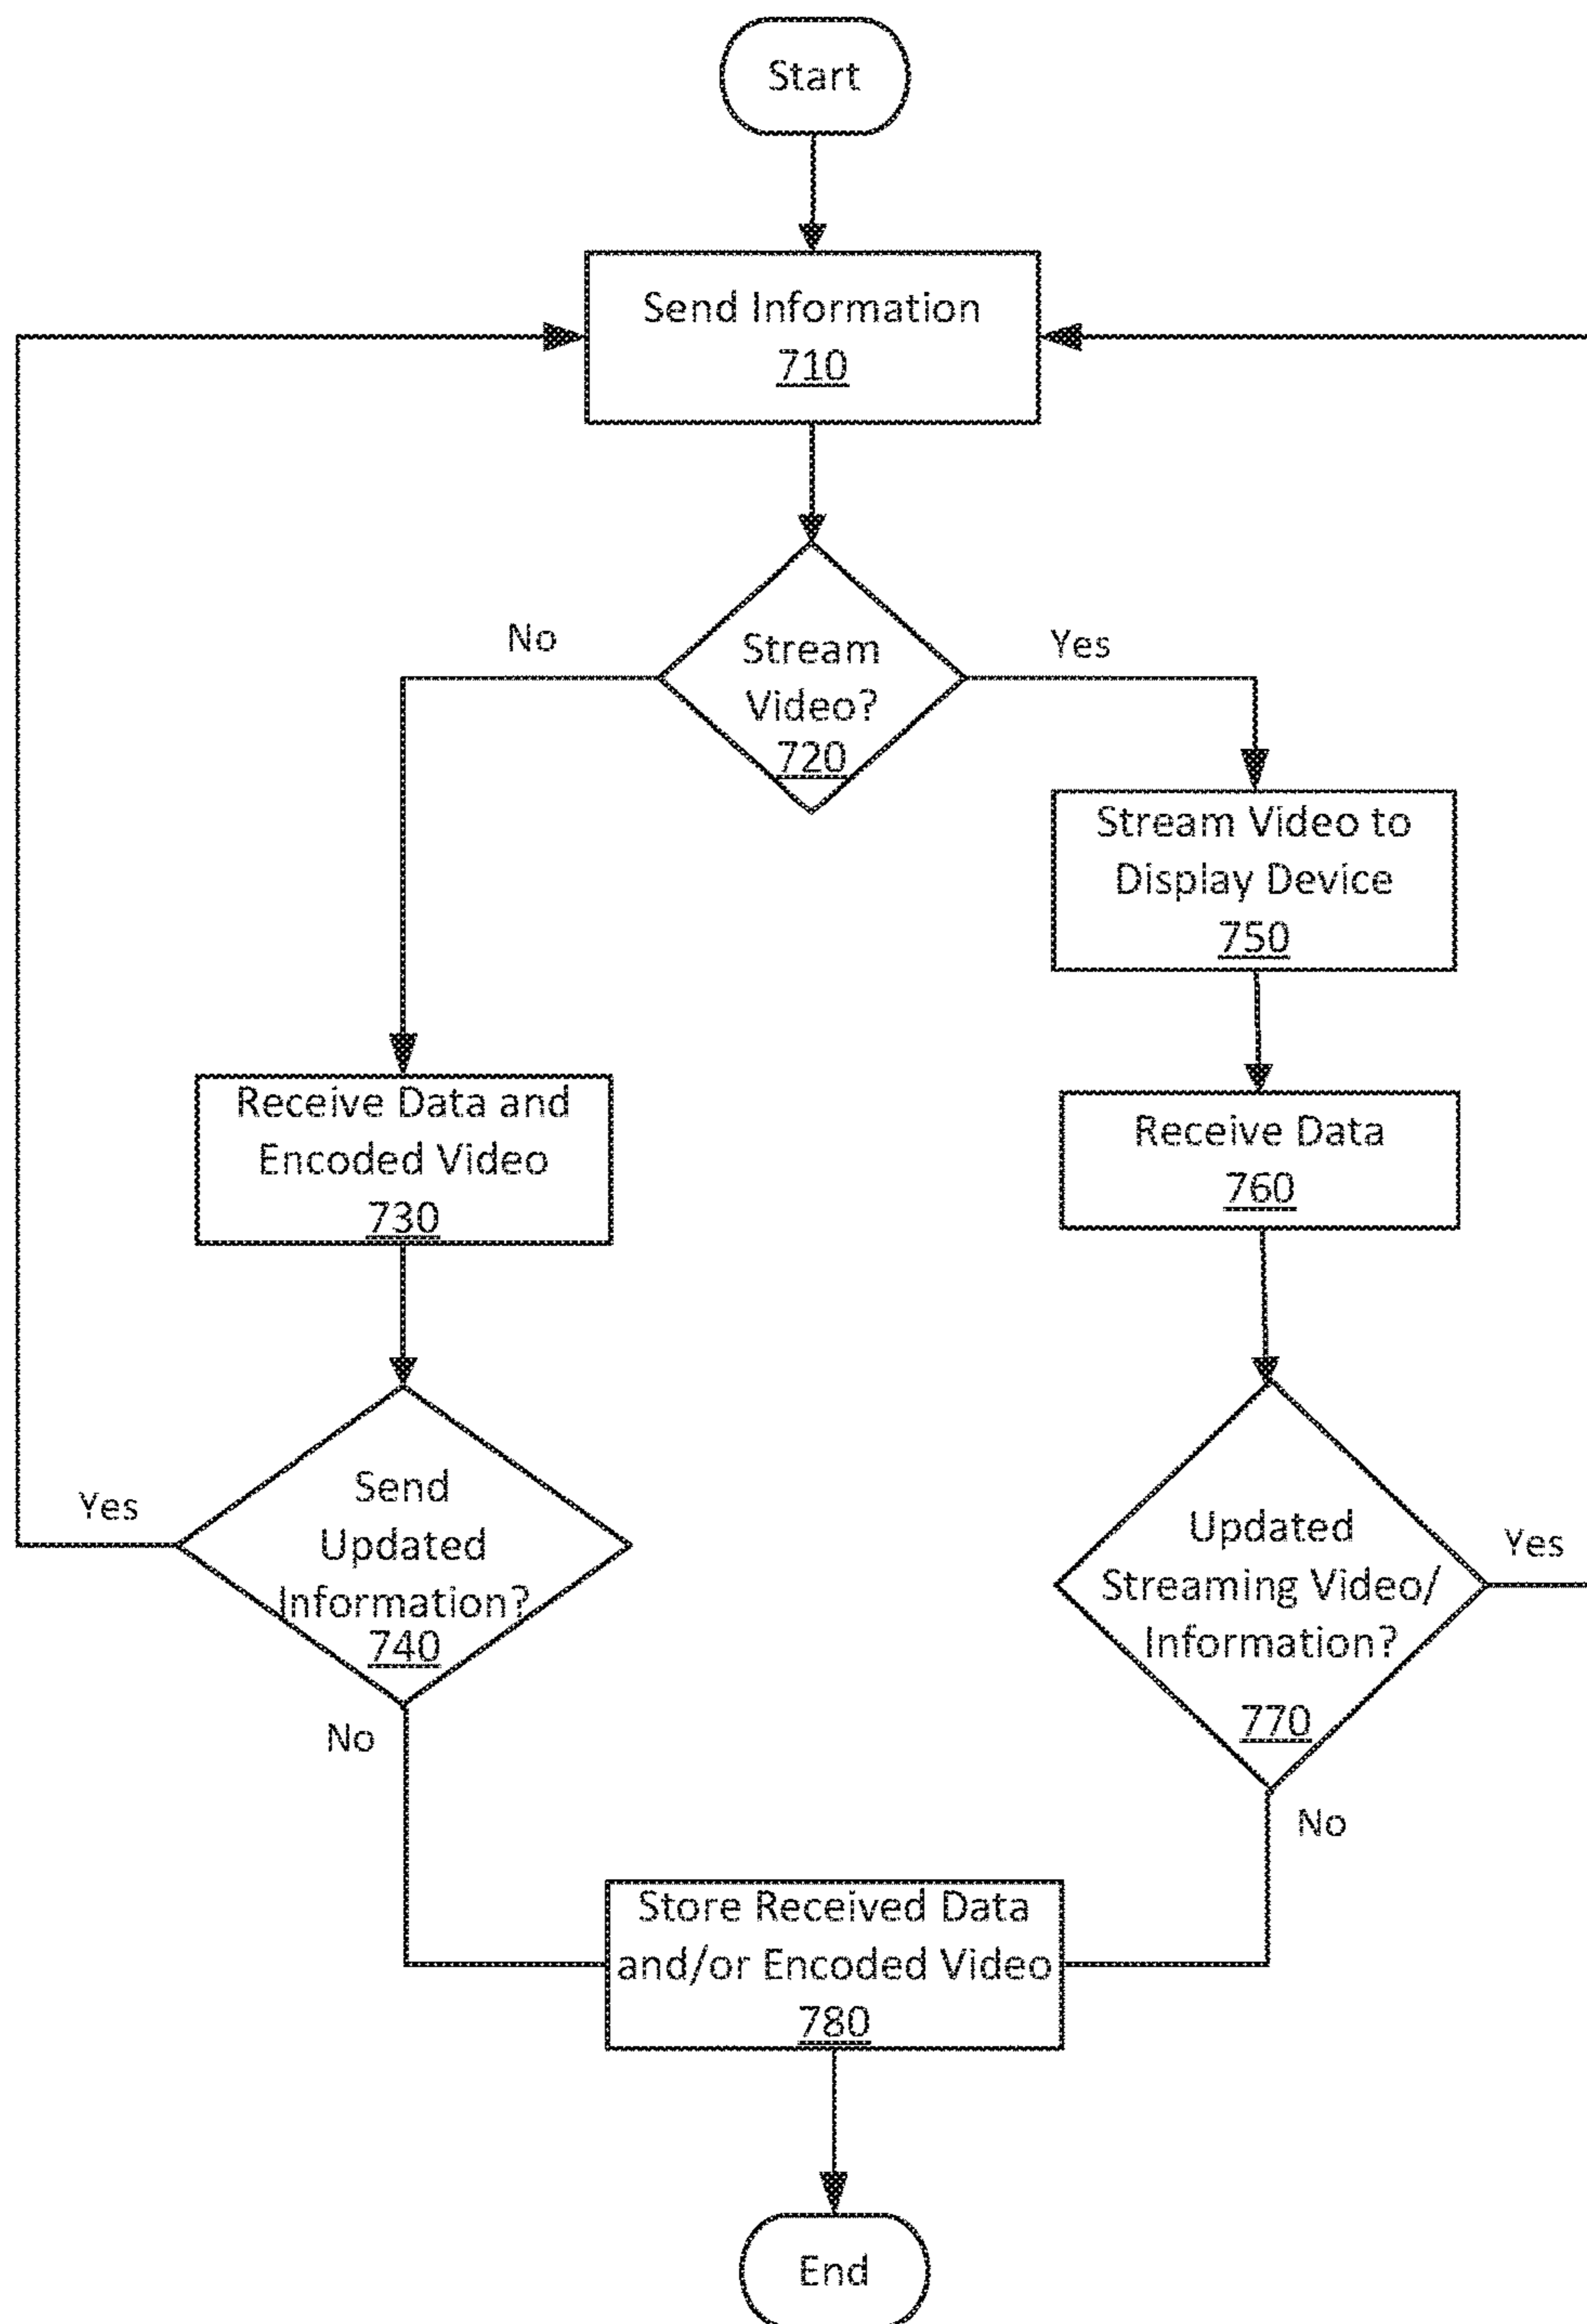 Start
Send Information
710
No
Stream
Yes
Video?
720
Stream Video to
Display Device
750
Receive Data and
Encoded Video
730
Receive Data
760
Send
Yes
Updated
Information?
740
No
Updated
Yes
Streaming Video/
Information?
770
No
Store Received Data
and/or Encoded Video
780
End